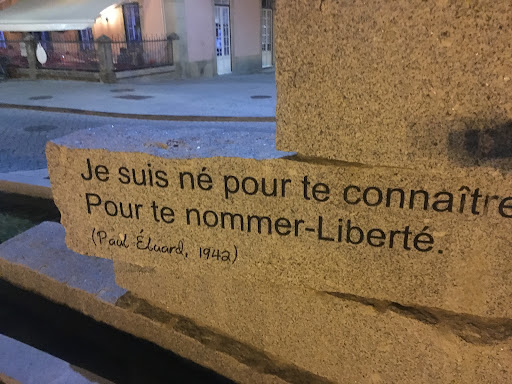 Je suis né pour te connaître
Pour te nommer-Liberté.
(Paul Éluard, 1942)